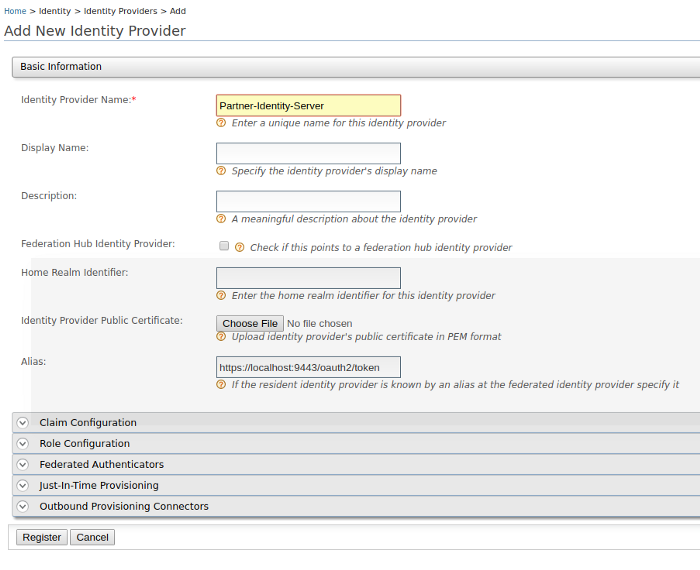 Home > Identity > Identity Providers > Add
Add New Identity Provider
Basic Information
Identity Provider Name:* Partner-Identity-Server
Enter a unique name for this identity provider
Display Name:
Specify the identity provider's display name
Description:
A meaningful description about the identity provider
Federation Hub Identity Provider: Check if this points to a federation hub identity provider
Home Realm Identifier:
Enter the home realm identifier for this identity provider
Identity Provider Public Certificate: Choose File No file chosen
Upload identity provider's public certificate in PEM format
Alias: https://localhost:9443/oauth2/token
If the resident identity provider is known by an alias at the federated identity provider specify it
Claim Configuration
Role Configuration
Federated Authenticators
Just-In-Time Provisioning
Outbound Provisioning Connectors
Register Cancel